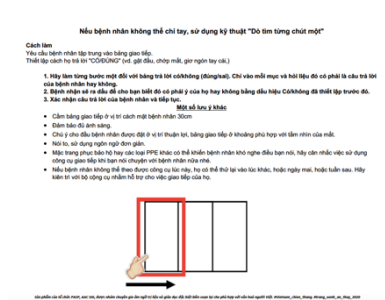 Nếu bệnh nhân không thể chỉ tay, sử dụng kỹ thuật "Dò tìm từng chút một"
Cách làm
Yêu cầu bệnh nhân tập trung vào bảng giao tiếp.
Thiết lập cách họ trả lời "CÓ/ĐÚNG" (vd. gật đầu, chớp mắt, giơ ngón tay cái,)
1. Hãy làm từng bước một đối với bảng trả lời có/không (đúng/sai). Chỉ vào mỗi mục và hỏi liệu đó có phải là câu trả lời
của bệnh nhân hay không.
2. Bệnh nhận sẽ ra dấu để cho biết đó có phải ý của họ hay không bằng dấu hiệu Có/không đã thiết lập trước đó.
3. Xác nhận câu trả lời của bệnh nhân và tiếp tục.
Một số lưu ý khác
• Cầm bảng giao tiếp ở vị trí cách mặt bệnh nhân 30cm
• Đảm bảo đủ ánh sáng.
• Chú ý cho đầu bệnh nhân được đặt ở vị trí thuận lợi, bảng giao tiếp ở khoảng phù hợp với tầm nhìn của mắt.
• Nói to, sử dụng ngôn ngữ đơn giản.
• Mặc trang phục bảo hộ hay các loại PPE khác có thể khiến bệnh nhân khó nghe điều bạn nói, hãy cân nhắc việc sử dụng
công cụ giao tiếp khi bạn nói chuyện với bệnh nhân nữa nhé.
• Nếu bệnh nhân không thể theo được công cụ lúc này, họ có thể thử lại vào lúc khác, hoặc ngày mai, hoặc tuần sau. Hãy
kiên trì với bộ công cụ nhằm hỗ trợ cho việc giao tiếp của họ.